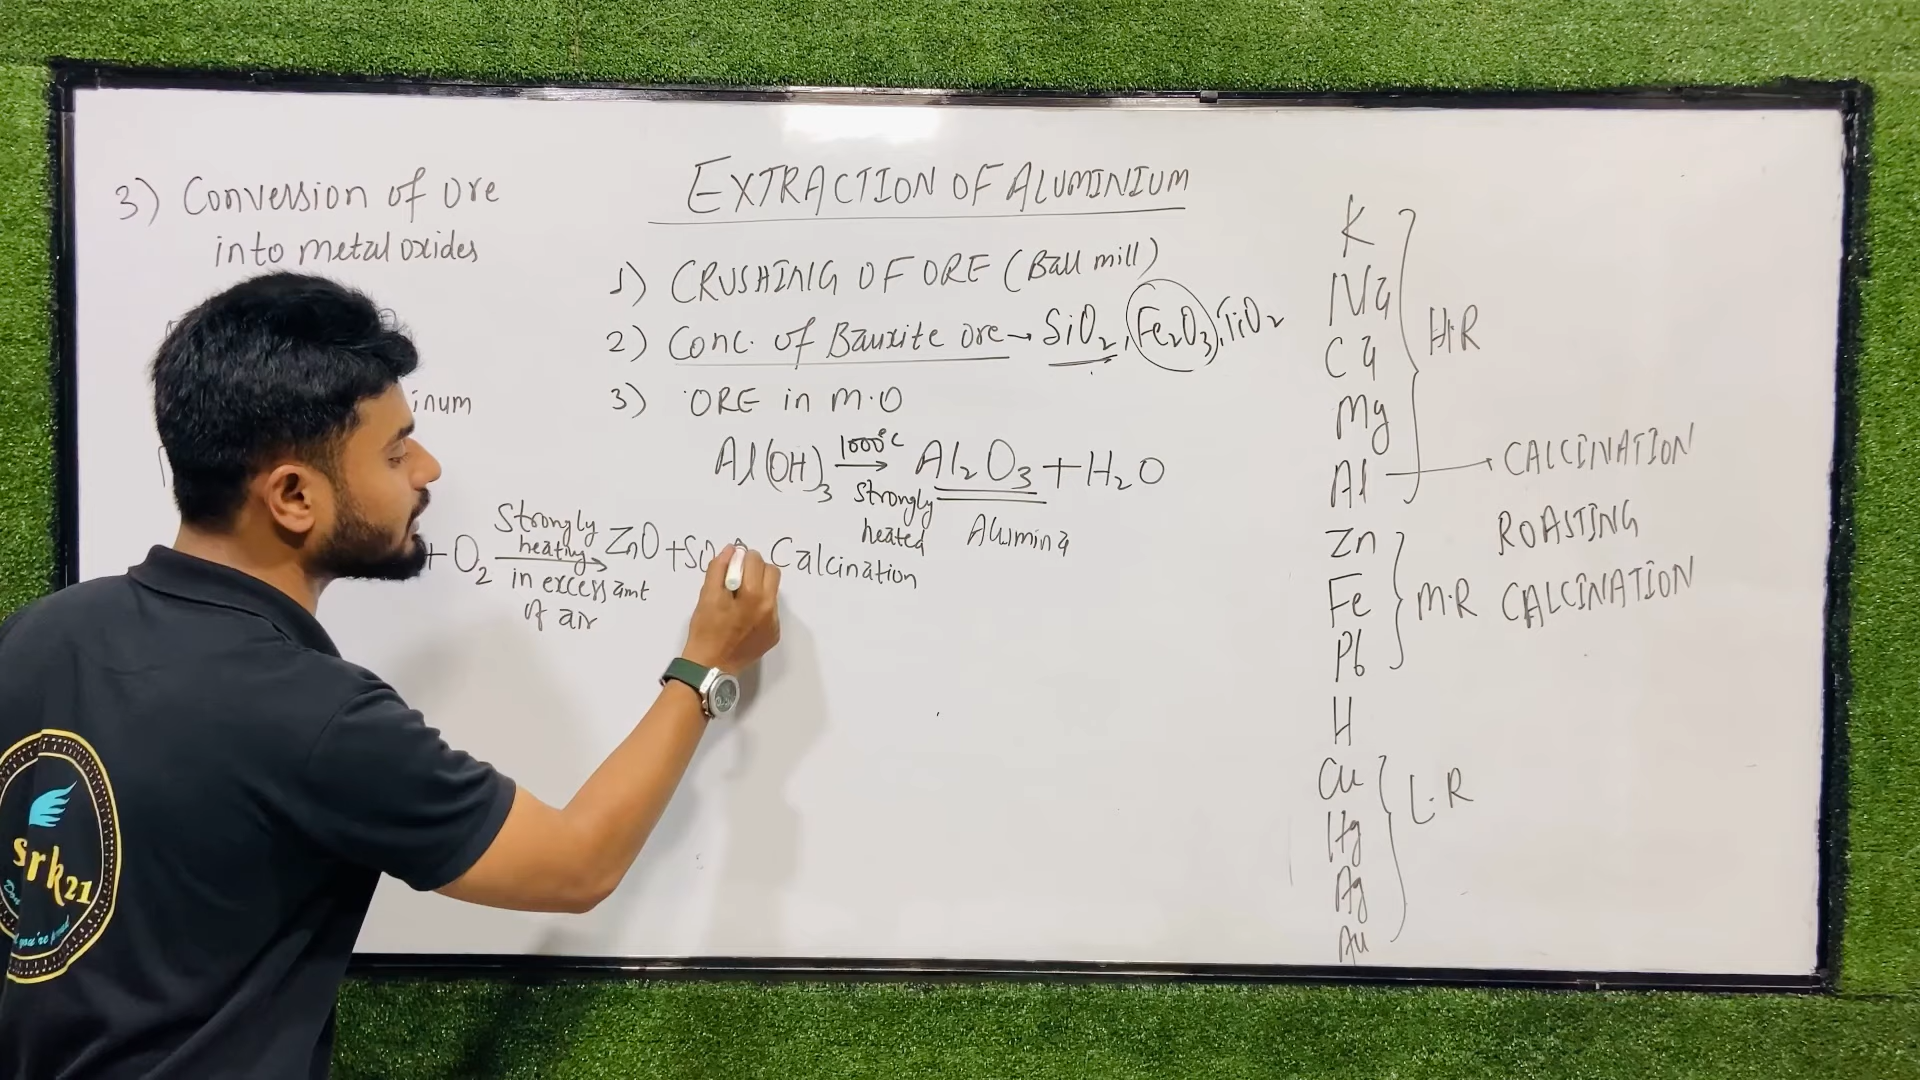 3) Conversion of ore
into metal oxides
inum
+ O₂ Strongly heating in excess amt of air → ZnO + SO
EXTRACTION OF ALUMINIUM
1) CRUSHING OF ORE (Ball mill)
2) Conc. of Bauxite ore → SiO₂, Fe₂O₃, TiO₂
3) ORE in M.O
Al(OH)₃ 1000°C → Al₂O₃ + H₂O
strongly
heated
Alumina
Calcination
K
Na
Ca
Mg
Al
H.R
→ CALCINATION
Zn
Fe
Pb
M.R
ROASTING
CALCINATION
H
Cu
Hg
Ag
Au
L.R
srk21